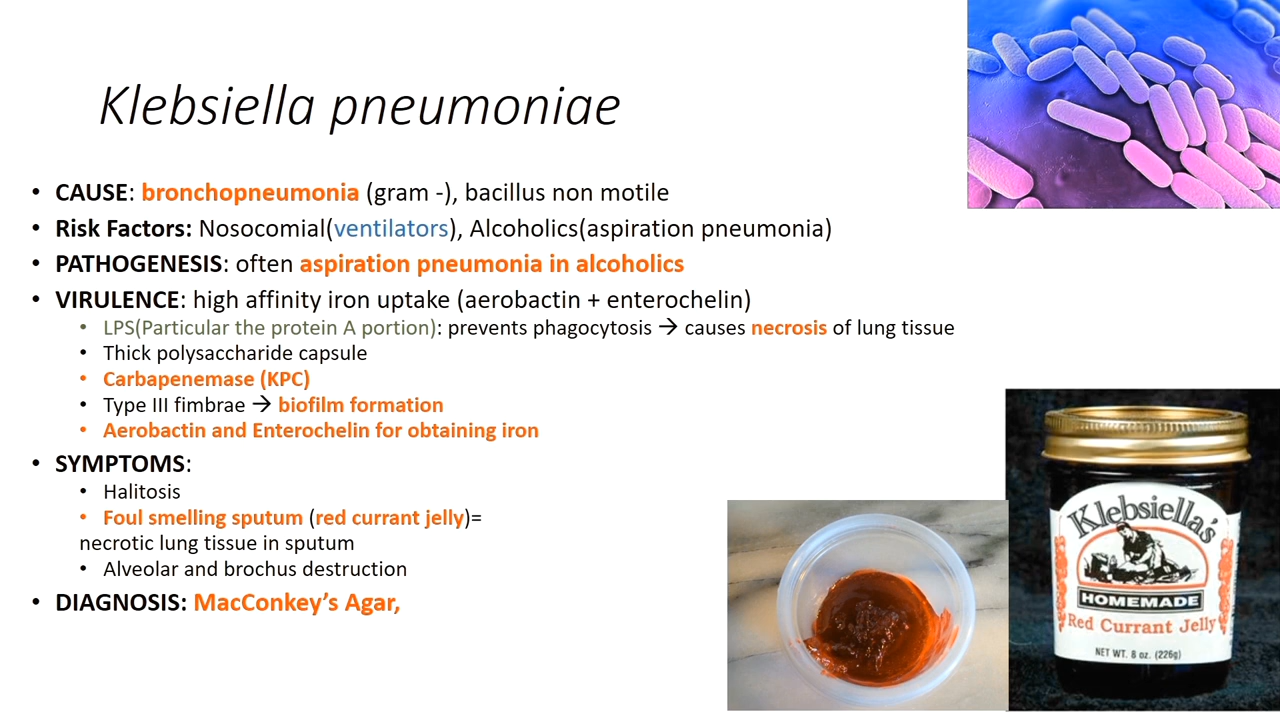 Klebsiella pneumoniae
• CAUSE: bronchopneumonia (gram -), bacillus non motile
• Risk Factors: Nosocomial(ventilators), Alcoholics(aspiration pneumonia)
• PATHOGENESIS: often aspiration pneumonia in alcoholics
• VIRULENCE: high affinity iron uptake (aerobactin + enterochelin)
• LPS(Particular the protein A portion): prevents phagocytosis → causes necrosis of lung tissue
• Thick polysaccharide capsule
• Carbapenemase (KPC)
• Type III fimbrae → biofilm formation
• Aerobactin and Enterochelin for obtaining iron
• SYMPTOMS:
• Halitosis
• Foul smelling sputum (red currant jelly)=
necrotic lung tissue in sputum
• Alveolar and brochus destruction
• DIAGNOSIS: MacConkey’s Agar,
Klebsiella's
HOMEMADE
Red Currant Jelly
NET WT. 8 oz. (226g)